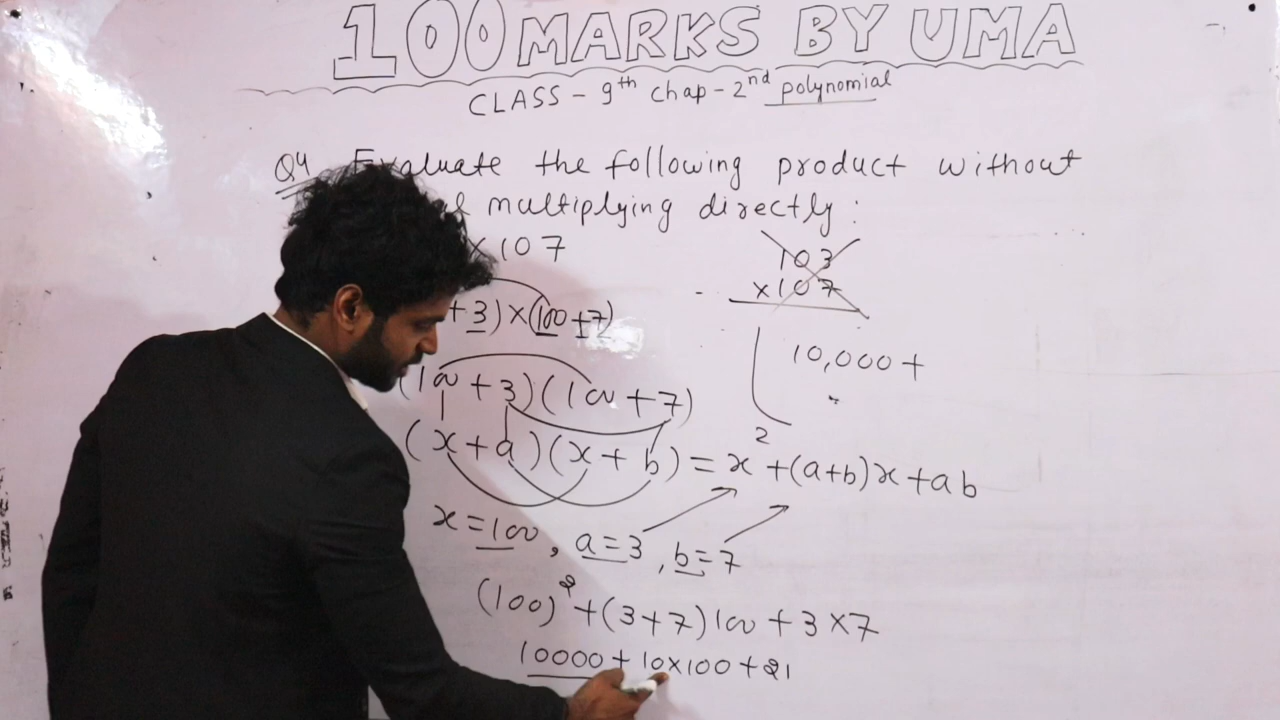 100 MARKS BY UMA
CLASS - 9th chap - 2nd polynomial
Q4 Evaluate the following product without
multiplying directly :
× 107
+ 3) × (100 + 7)
(100 + 3) (100 + 7)
(x + a) (x + b) = x² + (a+b)x + ab
x = 100, a = 3, b = 7
(100)² + (3+7)100 + 3 × 7
10000 + 10×100 + 21
103
×107
10,000 +